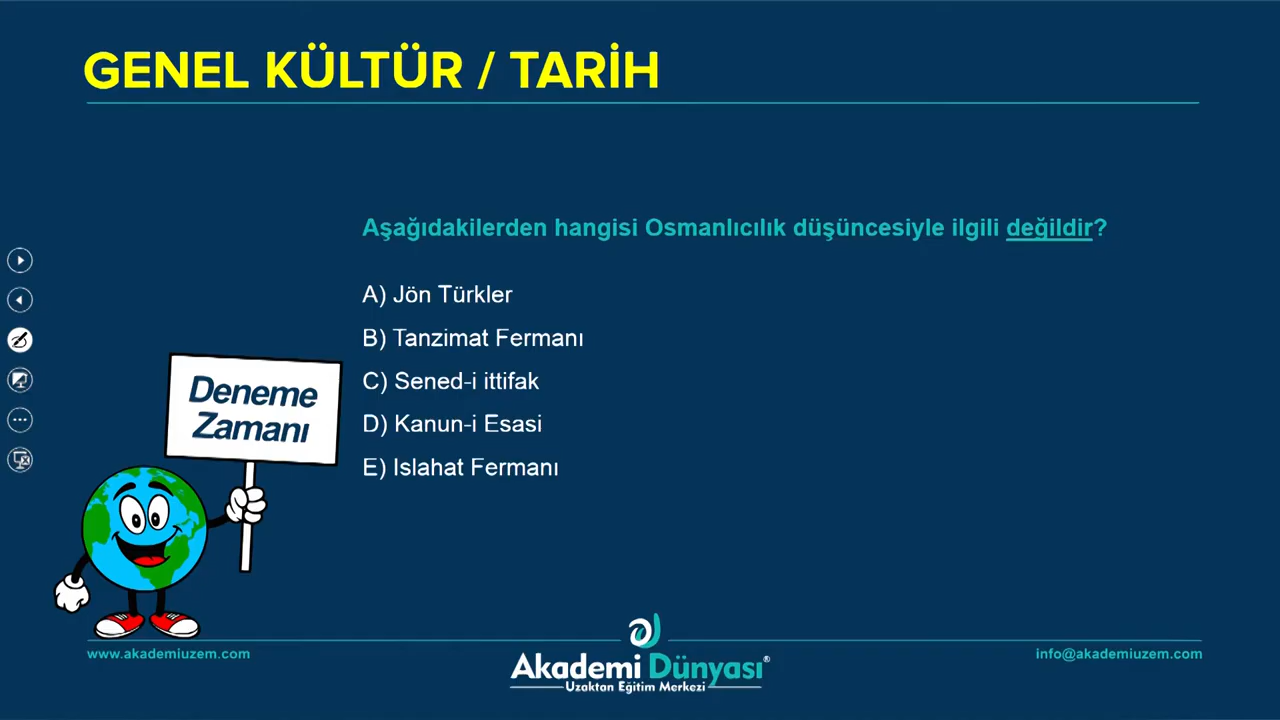 GENEL KÜLTÜR / TARİH
Aşağıdakilerden hangisi Osmanlıcılık düşüncesiyle ilgili değildir?
A) Jön Türkler
B) Tanzimat Fermanı
C) Sened-i ittifak
D) Kanun-i Esasi
E) Islahat Fermanı
Deneme
Zamanı
www.akademiuzem.com
info@akademiuzem.com
Akademi Dünyası®
Uzaktan Eğitim Merkezi